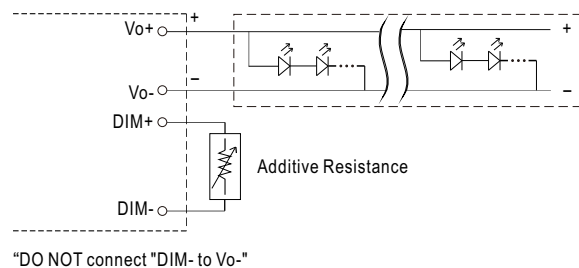 Vo+
+
+
−
Vo-
−
DIM+
Additive Resistance
DIM-
“DO NOT connect "DIM- to Vo-"